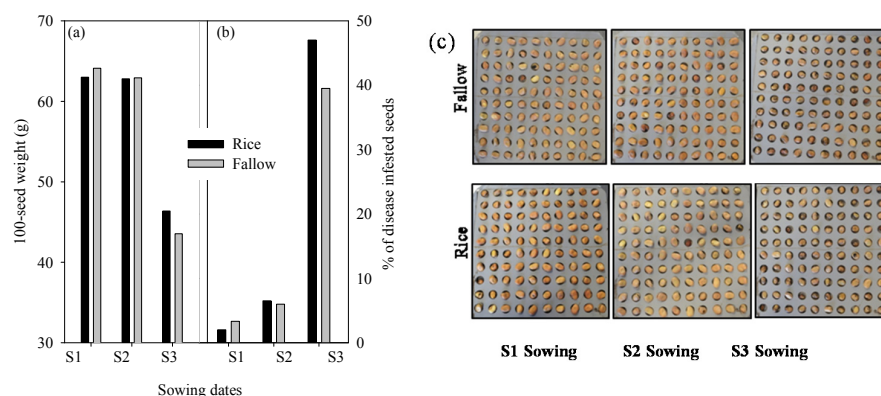 (a)
(b)
(c)
70
60
50
40
30
100-seed weight (g)
50
40
30
20
10
0
% of disease infested seeds
Rice
Fallow
S1 S2 S3 S1 S2 S3
Sowing dates
Fallow
Rice
S1 Sowing S2 Sowing S3 Sowing